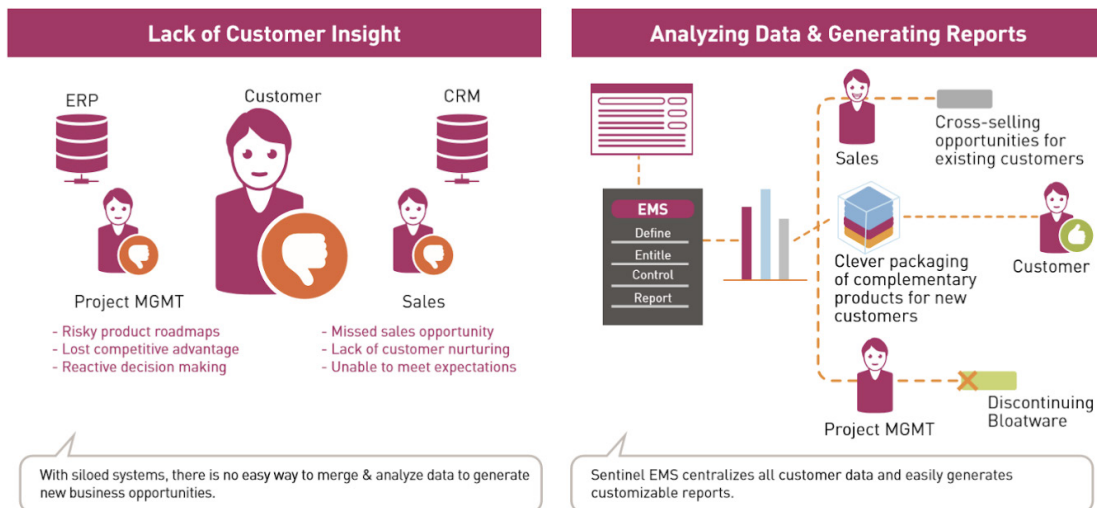 Lack of Customer Insight
ERP
Customer
CRM
Project MGMT
Sales
- Risky product roadmaps
- Lost competitive advantage
- Reactive decision making
- Missed sales opportunity
- Lack of customer nurturing
- Unable to meet expectations
With siloed systems, there is no easy way to merge & analyze data to generate
new business opportunities.
Analyzing Data & Generating Reports
EMS
Define
Entitle
Control
Report
Sales
Cross-selling
opportunities for
existing customers
Clever packaging
of complementary
products for new
customers
Customer
Project MGMT
Discontinuing
Bloatware
Sentinel EMS centralizes all customer data and easily generates
customizable reports.